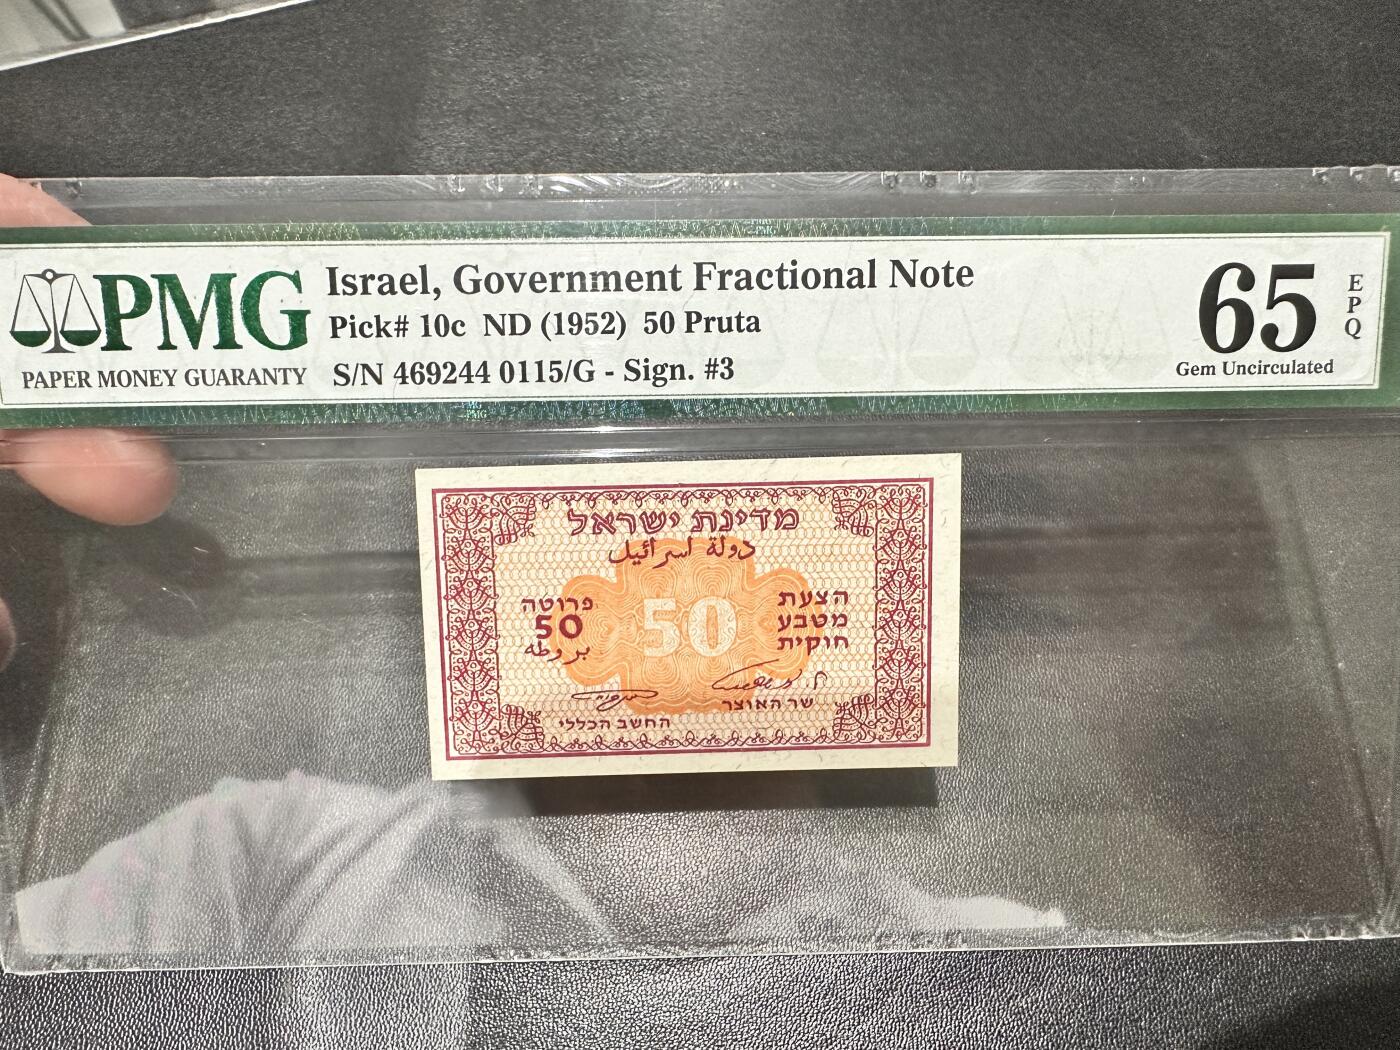 PMG
PAPER MONEY GUARANTY
Israel, Government Fractional Note
Pick# 10c ND (1952) 50 Pruta
S/N 469244 0115/G - Sign. #3
65
EPQ
Gem Uncirculated
מדינת ישראל
دولة اسرائيل
פרוטה
50
بروطه
50
הצעת
מטבע
חוקית
שר האוצר
החשב הכללי